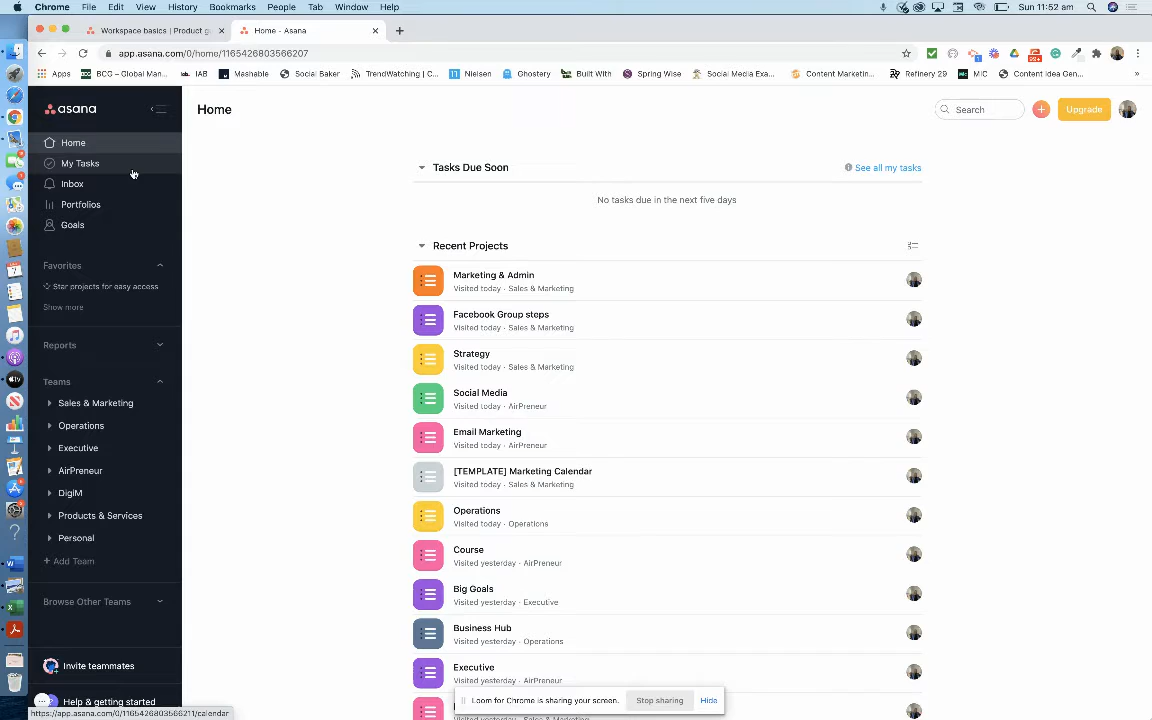 Chrome File Edit View History Bookmarks People Tab Window Help Sun 11:52 am
Workspace basics | Product g
Home - Asana
app.asana.com/0/home/1165426803566207
Apps BCG – Global Man... IAB Mashable Social Baker TrendWatching | C... Nielsen Ghostery Built With Spring Wise Social Media Exa... Content Marketin... Refinery 29 MIC Content Idea Gen... »
asana
Home
My Tasks
Inbox
Portfolios
Goals
Favorites
Star projects for easy access
Show more
Reports
Teams
Sales & Marketing
Operations
Executive
AirPreneur
DigiM
Products & Services
Personal
+ Add Team
Browse Other Teams
Invite teammates
Help & getting started
https://app.asana.com/0/1165426803566211/calendar
Home
Search
Upgrade
Tasks Due Soon
See all my tasks
No tasks due in the next five days
Recent Projects
Marketing & Admin
Visited today · Sales & Marketing
Facebook Group steps
Visited today · Sales & Marketing
Strategy
Visited today · Sales & Marketing
Social Media
Visited today · AirPreneur
Email Marketing
Visited today · AirPreneur
[TEMPLATE] Marketing Calendar
Visited today · Sales & Marketing
Operations
Visited today · Operations
Course
Visited yesterday · AirPreneur
Big Goals
Visited yesterday · Executive
Business Hub
Visited yesterday · Operations
Executive
Visited yesterday · AirPreneur
Loom for Chrome is sharing your screen.
Stop sharing
Hide